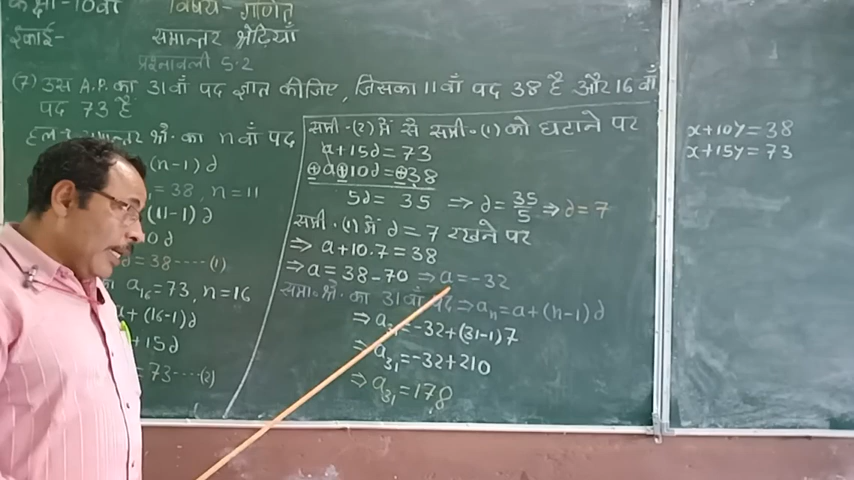 कक्षा-10वीं विषय- गणित
ईकाई- समान्तर श्रेढ़ियाँ
प्रश्नावली 5.2
(7) उस A.P. का 31वाँ पद ज्ञात कीजिए, जिसका 11वाँ पद 38 है और 16वाँ
पद 73 है
श्रे. का n वाँ पद
(n-1)d
= 38, n=11
(11-1)d
0d
d=38-----(1)
a₁₆=73, n=16
+(16-1)d
+15d
=73----(2)
समी.(2) में से समी.(1) को घटाने पर
a+15d=73
a+10d=38
5d= 35 ⇒ d=35/5 ⇒ d=7
समी.(1) में d=7 रखने पर
⇒ a+10.7=38
⇒ a=38-70 ⇒ a=-32
समा.श्रे. का 31वाँ पद ⇒ aₙ=a+(n-1)d
⇒ a₃₁=-32+(31-1)7
⇒ a₃₁=-32+210
⇒ a₃₁=178
x+10y=38
x+15y=73